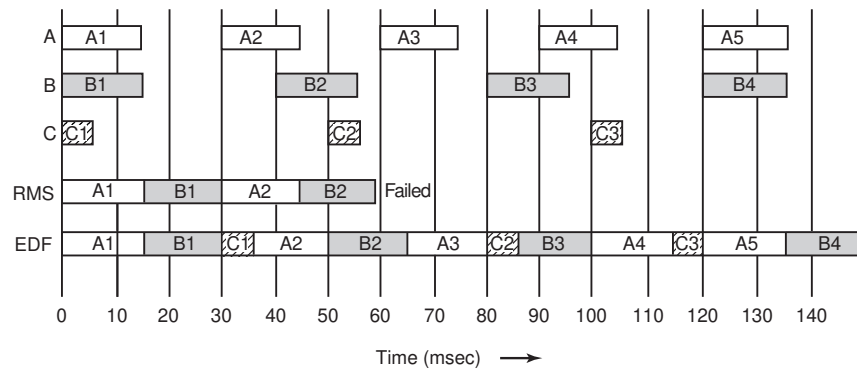 A A1 A2 A3 A4 A5
B B1 B2 B3 B4
C C1 C2 C3
RMS A1 B1 A2 B2 Failed
EDF A1 B1 C1 A2 B2 A3 C2 B3 A4 C3 A5 B4
0 10 20 30 40 50 60 70 80 90 100 110 120 130 140
Time (msec)